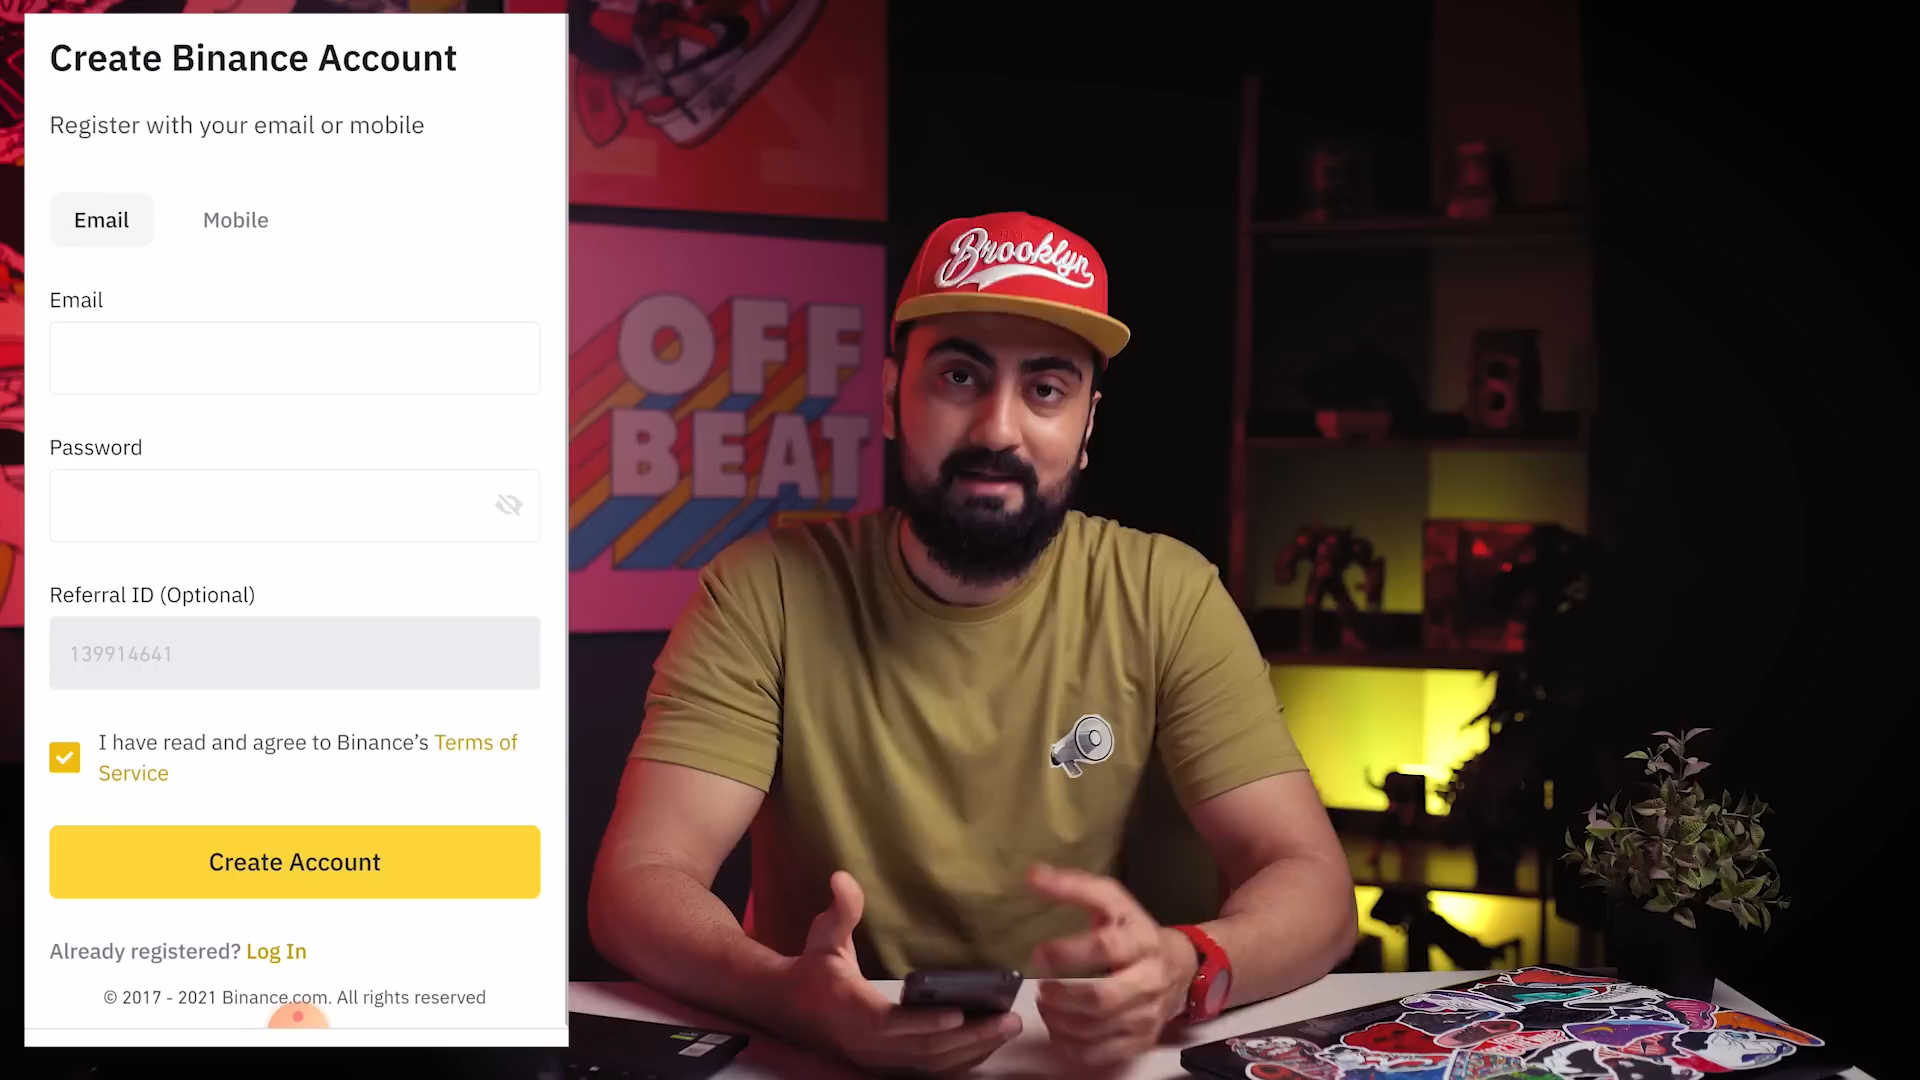 Create Binance Account
Register with your email or mobile
Email
Mobile
Email
Password
Referral ID (Optional)
139914641
I have read and agree to Binance’s Terms of
Service
Create Account
Already registered? Log In
© 2017 - 2021 Binance.com. All rights reserved
Brooklyn
OFF
BEAT